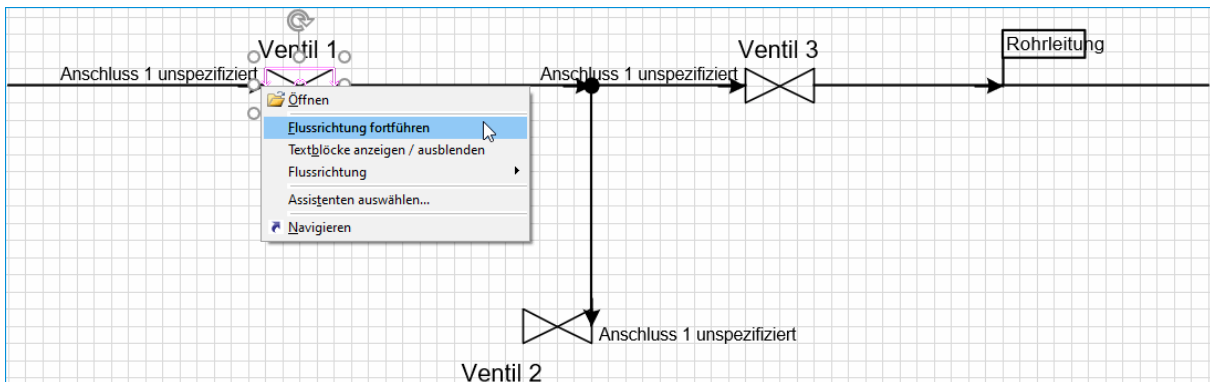 Ventil 1
Ventil 3
Rohrleitung
Anschluss 1 unspezifiziert
Anschluss 1 unspezifiziert
Öffnen
Flussrichtung fortführen
Textblöcke anzeigen / ausblenden
Flussrichtung
Assistenten auswählen...
Navigieren
Anschluss 1 unspezifiziert
Ventil 2